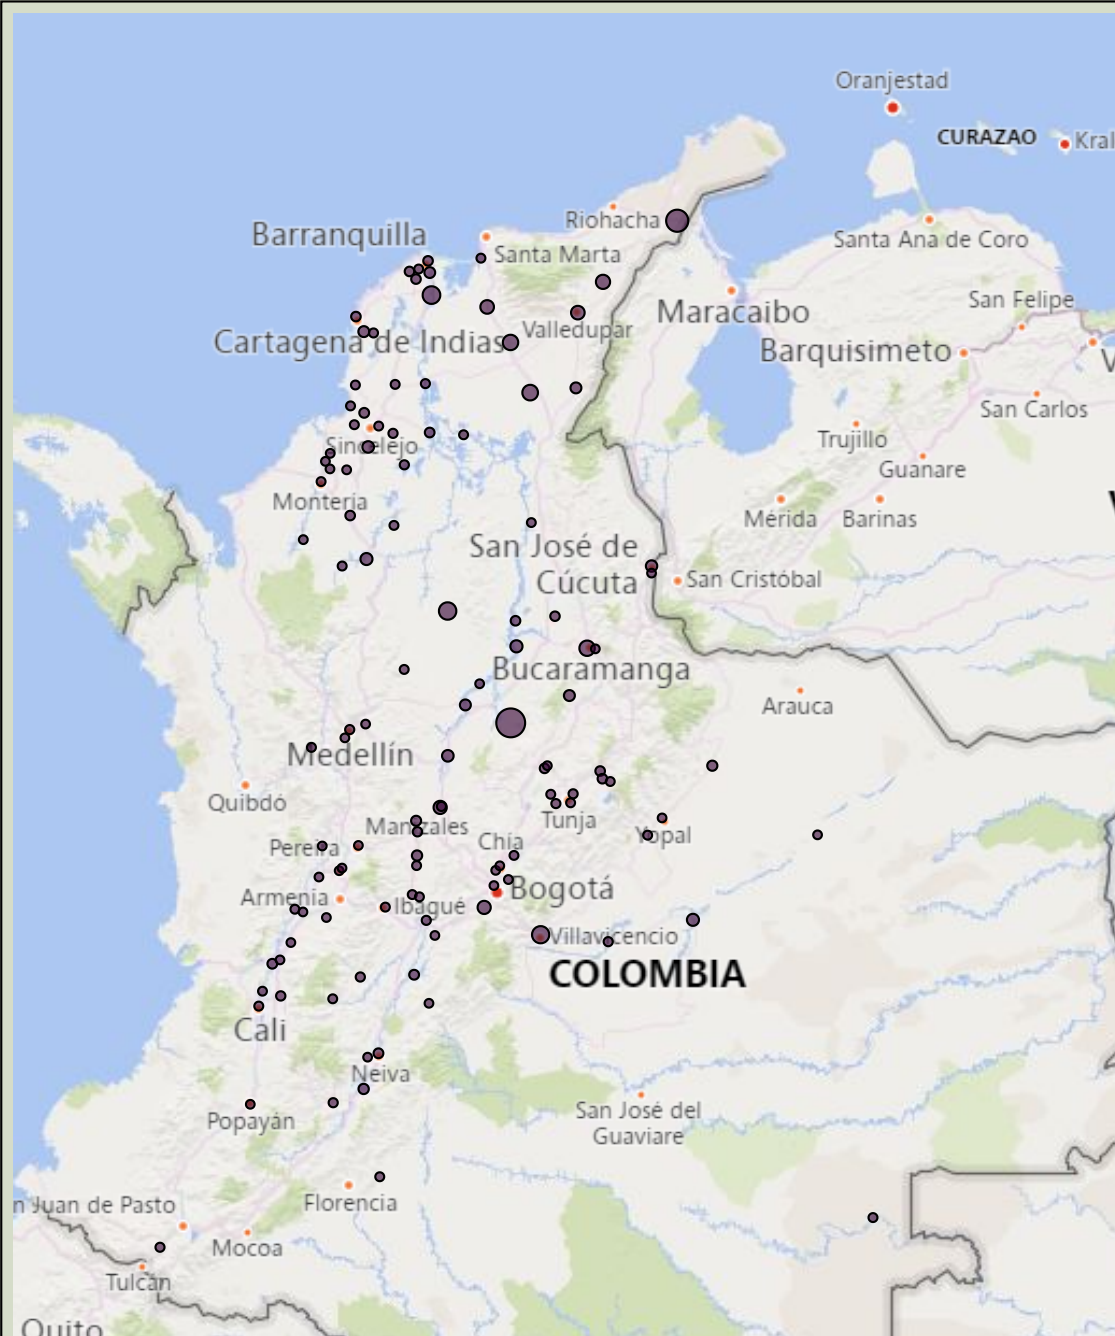 Oranjestad
CURAZAO
Kral
Riohacha
Barranquilla
Santa Ana de Coro
Santa Marta
San Felipe
Maracaibo
Valledupar
Cartagena de Indias
Barquisimeto
V
San Carlos
Trujillo
Sincelejo
Guanare
Montería
Mérida
Barinas
San José de
Cúcuta
San Cristóbal
Bucaramanga
Arauca
Medellín
Quibdó
Manizales
Tunja
Yopal
Chía
Pereira
Bogotá
Armenia
Ibagué
Villavicencio
COLOMBIA
Cali
Neiva
San José del
Guaviare
Popayán
Florencia
n Juan de Pasto
Mocoa
Tulcán
Quito